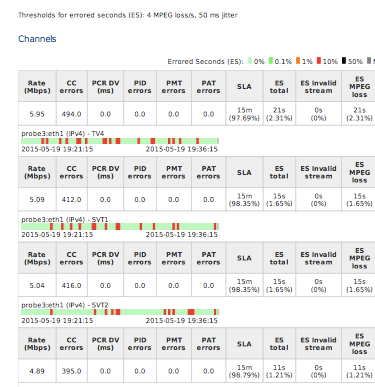 Thresholds for errored seconds (ES): 4 MPEG loss/s, 50 ms jitter
Channels
Errored Seconds (ES): 0% 0.1% 1% 10% 50%
Rate (Mbps) CC errors PCR DV (ms) PID errors PMT errors PAT errors SLA ES total ES Invalid stream ES MPEG loss
5.95 494.0 0.0 0.0 0.0 0.0 15m (97.69%) 21s (2.31%) 0s (0%) 21s (2.31%)
probe3:eth1 (IPv4) - TV4
2015-05-19 19:21:15 2015-05-19 19:36:15
Rate (Mbps) CC errors PCR DV (ms) PID errors PMT errors PAT errors SLA ES total ES Invalid stream ES MPEG loss
5.09 412.0 0.0 0.0 0.0 0.0 15m (98.35%) 15s (1.65%) 0s (0%) 15s (1.65%)
probe3:eth1 (IPv4) - SVT1
2015-05-19 19:21:15 2015-05-19 19:36:15
Rate (Mbps) CC errors PCR DV (ms) PID errors PMT errors PAT errors SLA ES total ES Invalid stream ES MPEG loss
5.04 416.0 0.0 0.0 0.0 0.0 15m (98.35%) 15s (1.65%) 0s (0%) 15s (1.65%)
probe3:eth1 (IPv4) - SVT2
2015-05-19 19:21:15 2015-05-19 19:36:15
Rate (Mbps) CC errors PCR DV (ms) PID errors PMT errors PAT errors SLA ES total ES Invalid stream ES MPEG loss
4.89 395.0 0.0 0.0 0.0 0.0 15m (98.79%) 11s (1.21%) 0s (0%) 11s (1.21%)